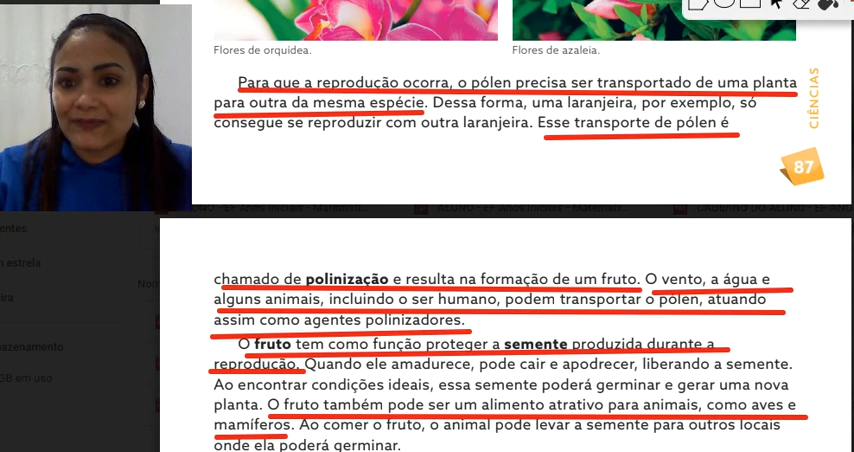 Flores de orquídea.
Flores de azaleia.
Para que a reprodução ocorra, o pólen precisa ser transportado de uma planta
para outra da mesma espécie. Dessa forma, uma laranjeira, por exemplo, só
consegue se reproduzir com outra laranjeira. Esse transporte de pólen é
CIÊNCIAS
87
entes
m estrela
Nom
ira
azenamento
GB em uso
chamado de polinização e resulta na formação de um fruto. O vento, a água e
alguns animais, incluindo o ser humano, podem transportar o pólen, atuando
assim como agentes polinizadores.
O fruto tem como função proteger a semente produzida durante a
reprodução. Quando ele amadurece, pode cair e apodrecer, liberando a semente.
Ao encontrar condições ideais, essa semente poderá germinar e gerar uma nova
planta. O fruto também pode ser um alimento atrativo para animais, como aves e
mamíferos. Ao comer o fruto, o animal pode levar a semente para outros locais
onde ela poderá germinar.